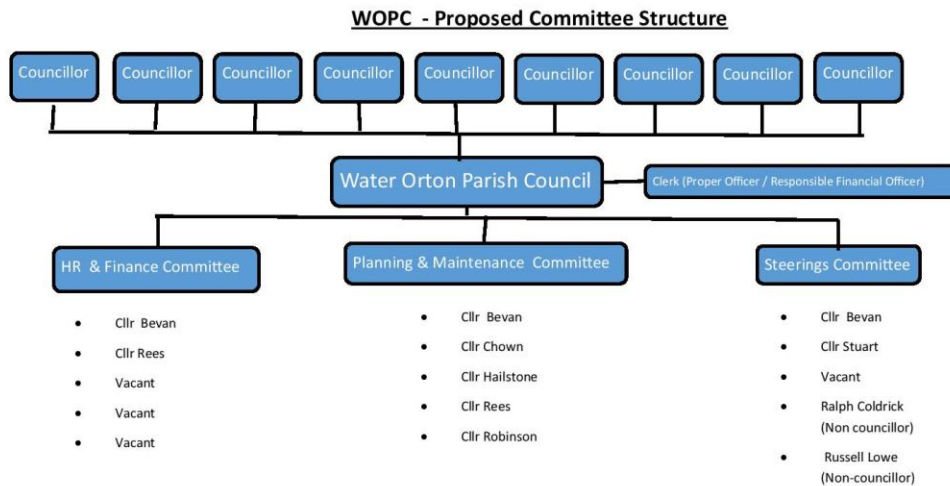 WOPC - Proposed Committee Structure
Councillor
Councillor
Councillor
Councillor
Councillor
Councillor
Councillor
Councillor
Councillor
Water Orton Parish Council
Clerk (Proper Officer / Responsible Financial Officer)
HR & Finance Committee
• Cllr Bevan
• Cllr Rees
• Vacant
• Vacant
• Vacant
Planning & Maintenance Committee
• Cllr Bevan
• Cllr Chown
• Cllr Hailstone
• Cllr Rees
• Cllr Robinson
Steerings Committee
• Cllr Bevan
• Cllr Stuart
• Vacant
• Ralph Coldrick
(Non councillor)
• Russell Lowe
(Non-councillor)